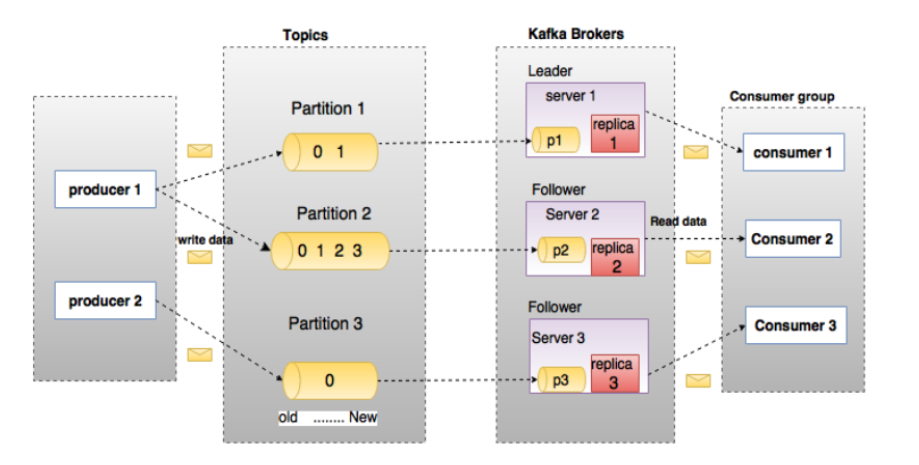 Topics
Kafka Brokers
Partition 1
0 1
Partition 2
0 1 2 3
Partition 3
0
old ........ New
producer 1
write data
producer 2
Leader
server 1
p1
replica
1
Follower
Server 2
p2
replica
2
Follower
Server 3
p3
replica
3
Read data
Consumer group
consumer 1
Consumer 2
Consumer 3